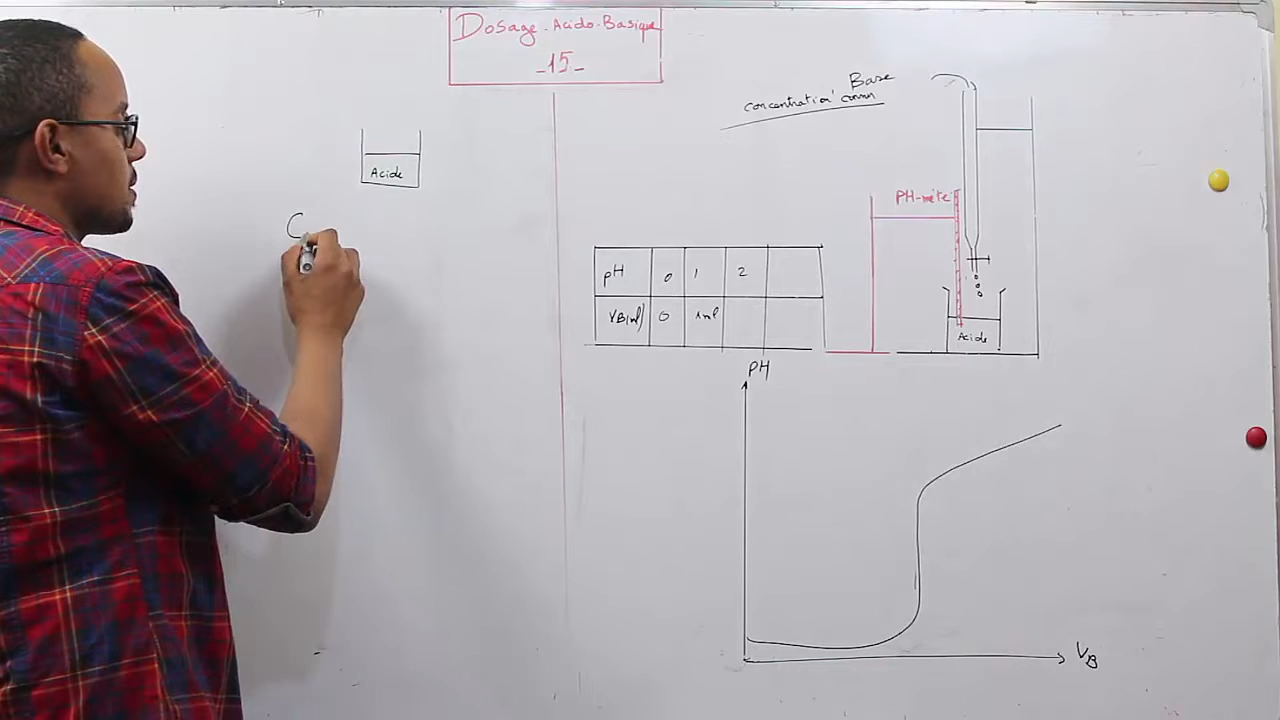 Dosage-Acido-Basique
_15_
Base
concentration connu
Acide
PH-mètre
C
pH 0 1 2
VB(ml) 0 1ml
Acide
PH
VB